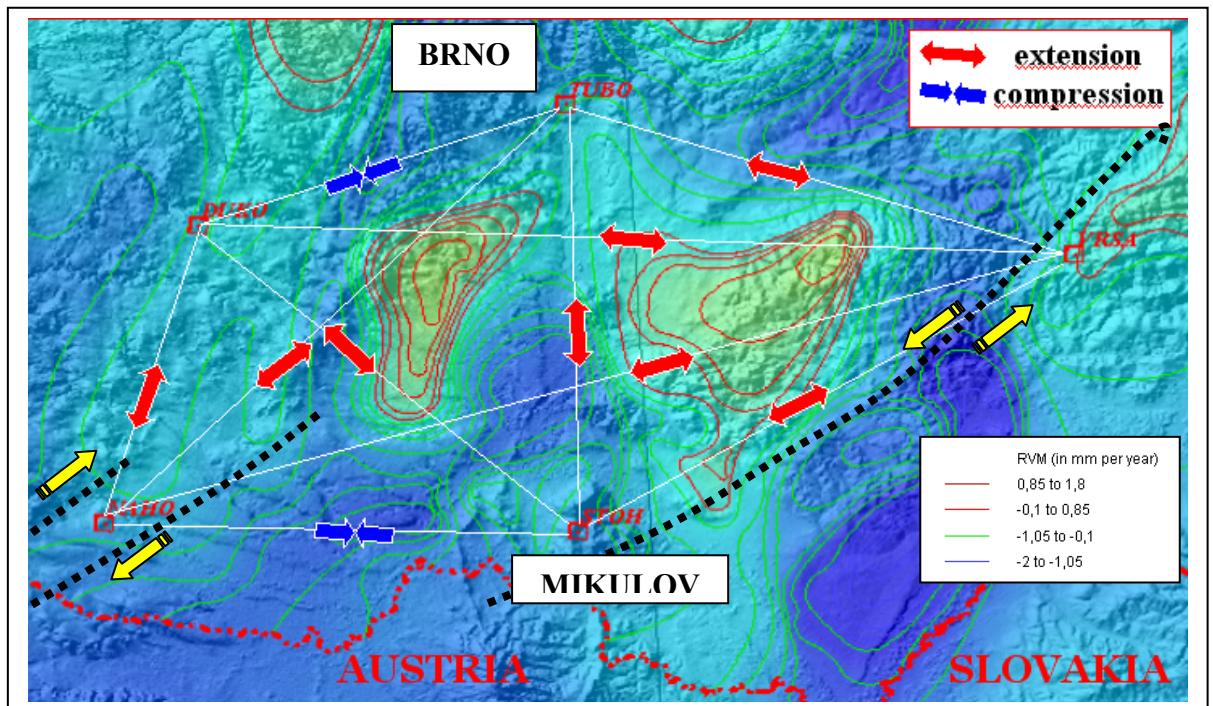 BRNO
extension
compression
TUBO
DUKO
VRSA
NAHO
STOH
MIKULOV
RVM (in mm per year)
0,85 to 1,8
-0,1 to 0,85
-1,05 to -0,1
-2 to -1,05
AUSTRIA
SLOVAKIA